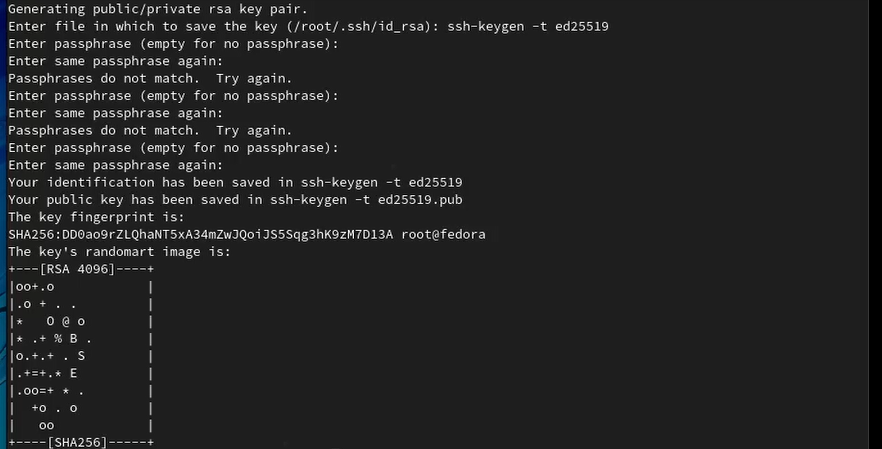 Generating public/private rsa key pair.
Enter file in which to save the key (/root/.ssh/id_rsa): ssh-keygen -t ed25519
Enter passphrase (empty for no passphrase):
Enter same passphrase again:
Passphrases do not match.  Try again.
Enter passphrase (empty for no passphrase):
Enter same passphrase again:
Passphrases do not match.  Try again.
Enter passphrase (empty for no passphrase):
Enter same passphrase again:
Your identification has been saved in ssh-keygen -t ed25519
Your public key has been saved in ssh-keygen -t ed25519.pub
The key fingerprint is:
SHA256:DD0ao9rZLQhaNT5xA34mZwJQoiJS5Sqg3hK9zM7D13A root@fedora
The key's randomart image is:
+---[RSA 4096]----+
|oo+.o            |
|.o + . .         |
|*   O @ o        |
|* .+ % B .       |
|o.+.+ . S        |
|.+=+.* E         |
|.oo=+ * .        |
|  +o . o         |
|   oo            |
+----[SHA256]-----+